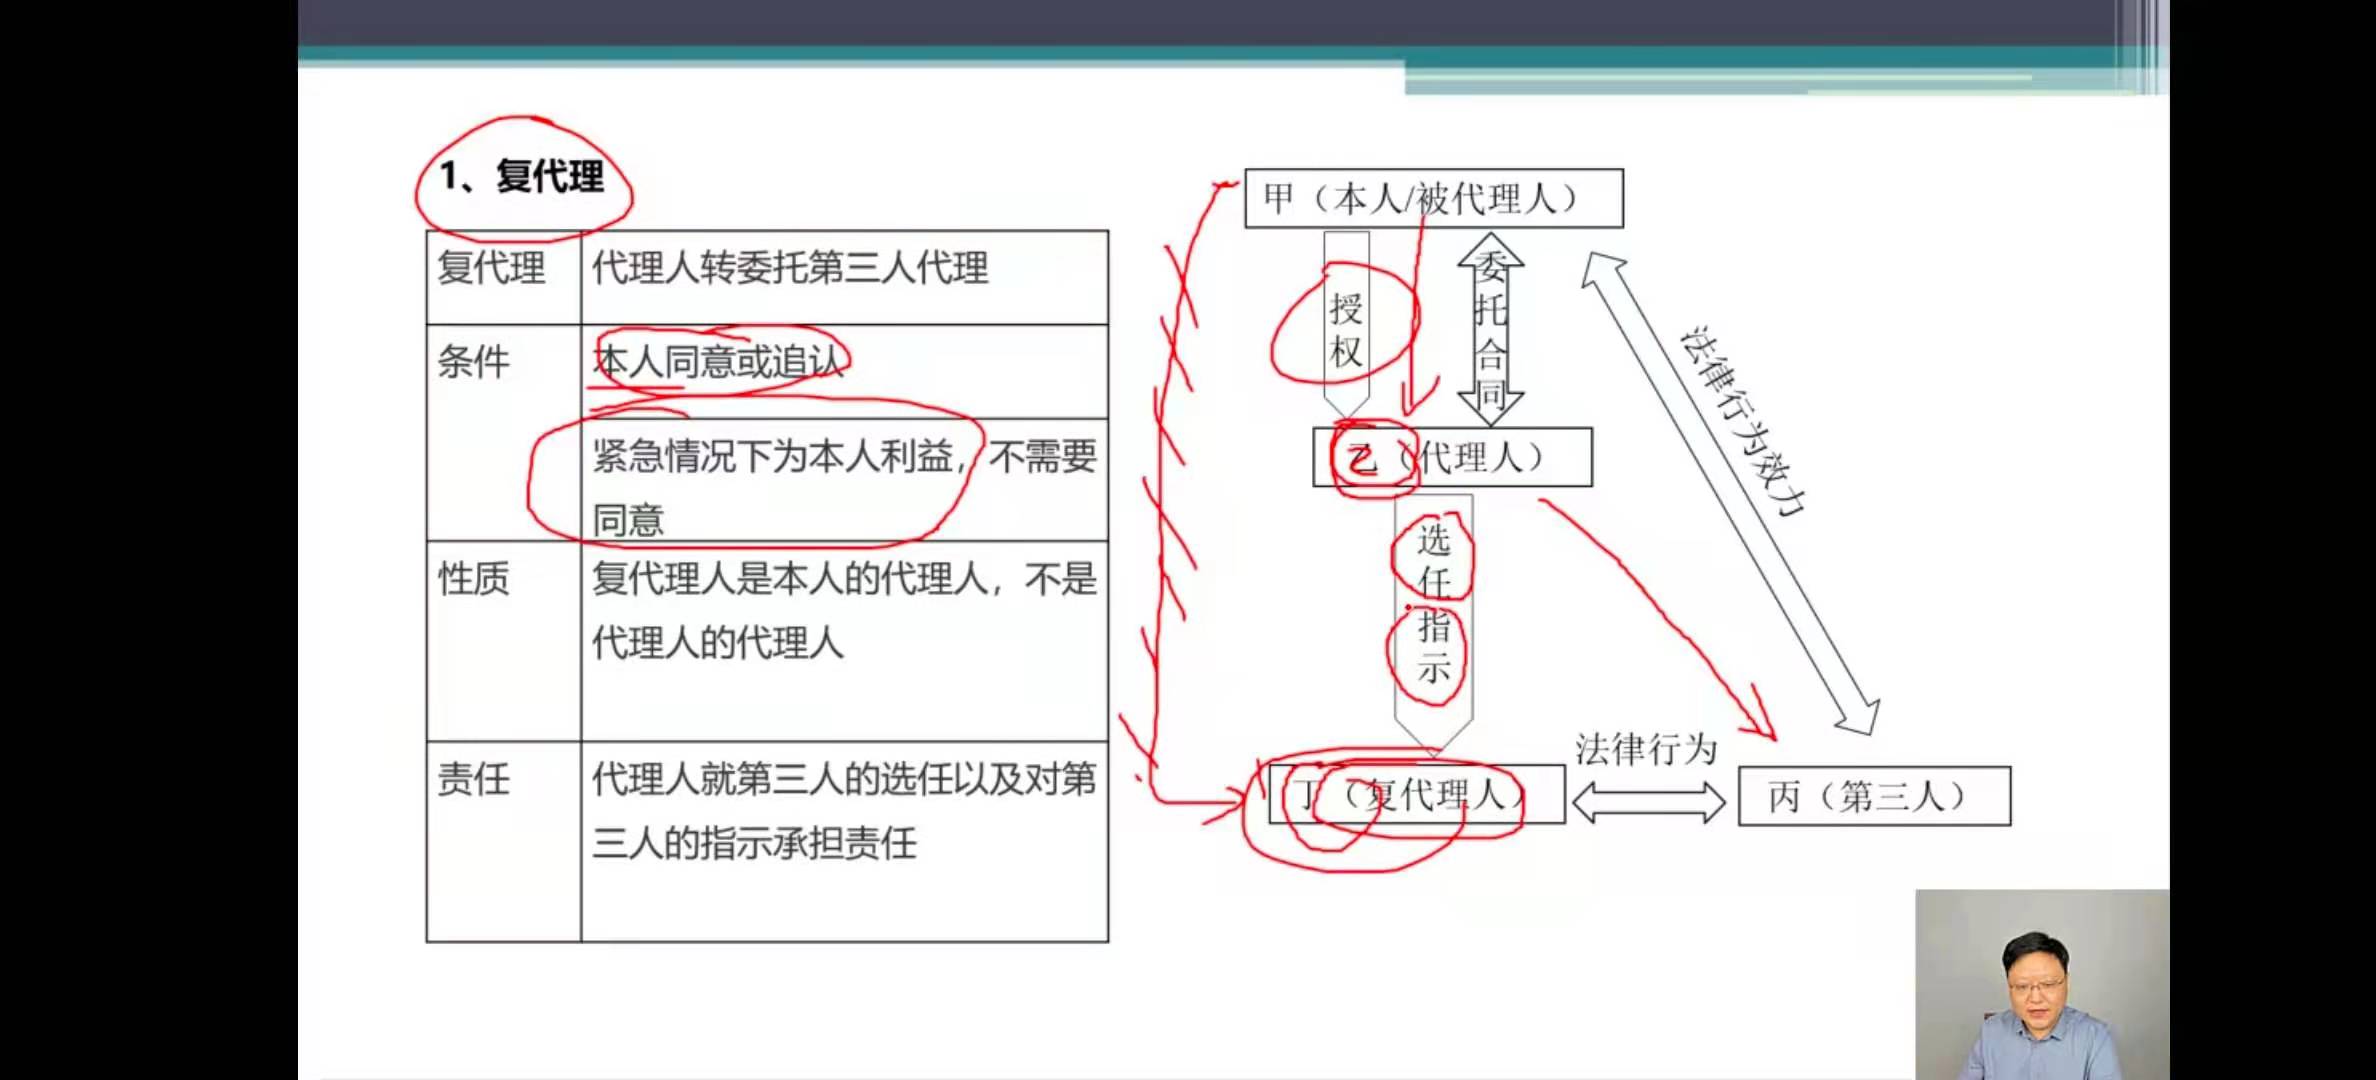 1、复代理
复代理
代理人转委托第三人代理
条件
本人同意或追认
紧急情况下为本人利益，不需要
同意
性质
复代理人是本人的代理人，不是
代理人的代理人
责任
代理人就第三人的选任以及对第
三人的指示承担责任
甲（本人/被代理人）
授权
委托合同
法律行为效力
乙（代理人）
选任
指示
丁（复代理人）
法律行为
丙（第三人）